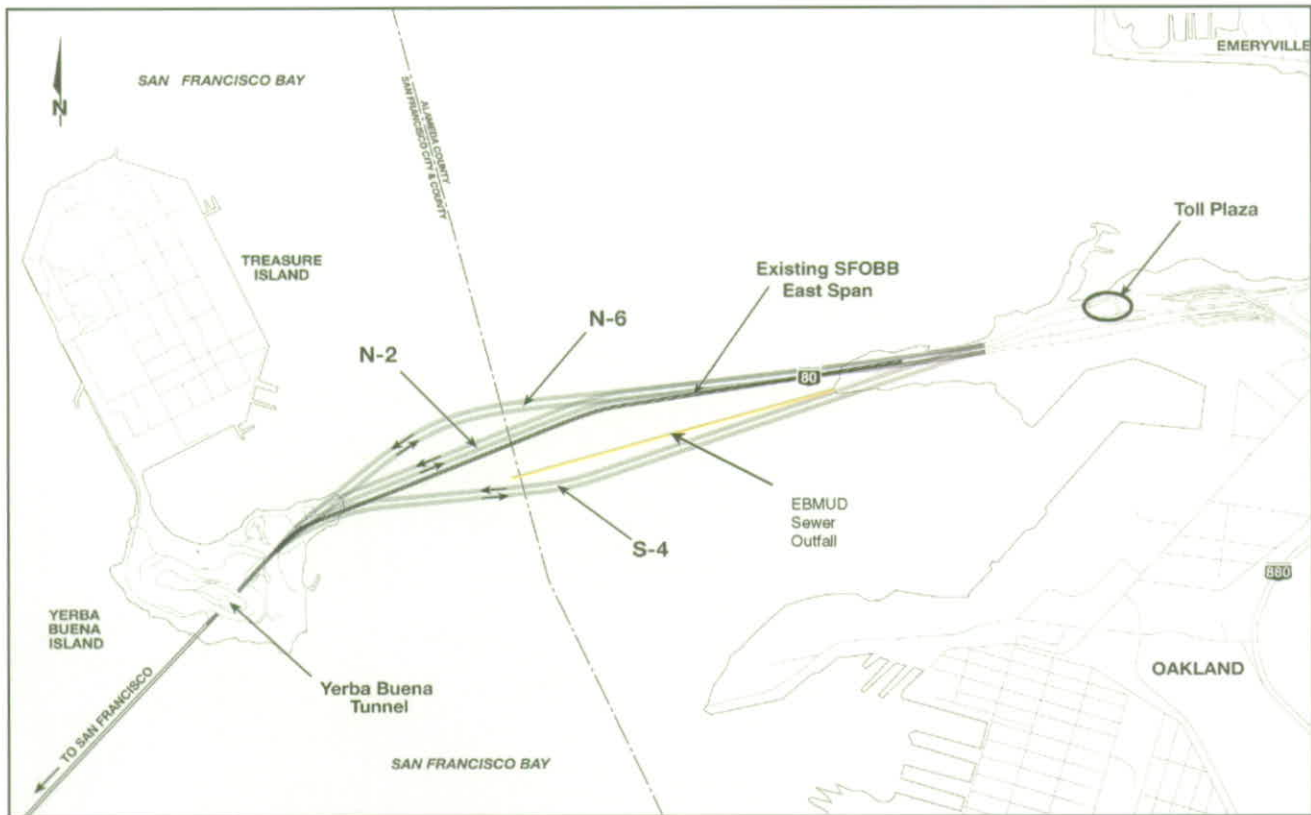 EMERYVILLE
SAN FRANCISCO BAY
N
ALAMEDA COUNTY
SAN FRANCISCO CITY & COUNTY
Toll Plaza
TREASURE
ISLAND
Existing SFOBB
East Span
N-6
N-2
80
EBMUD
Sewer
Outfall
S-4
880
YERBA
BUENA
ISLAND
OAKLAND
Yerba Buena
Tunnel
TO SAN FRANCISCO
SAN FRANCISCO BAY